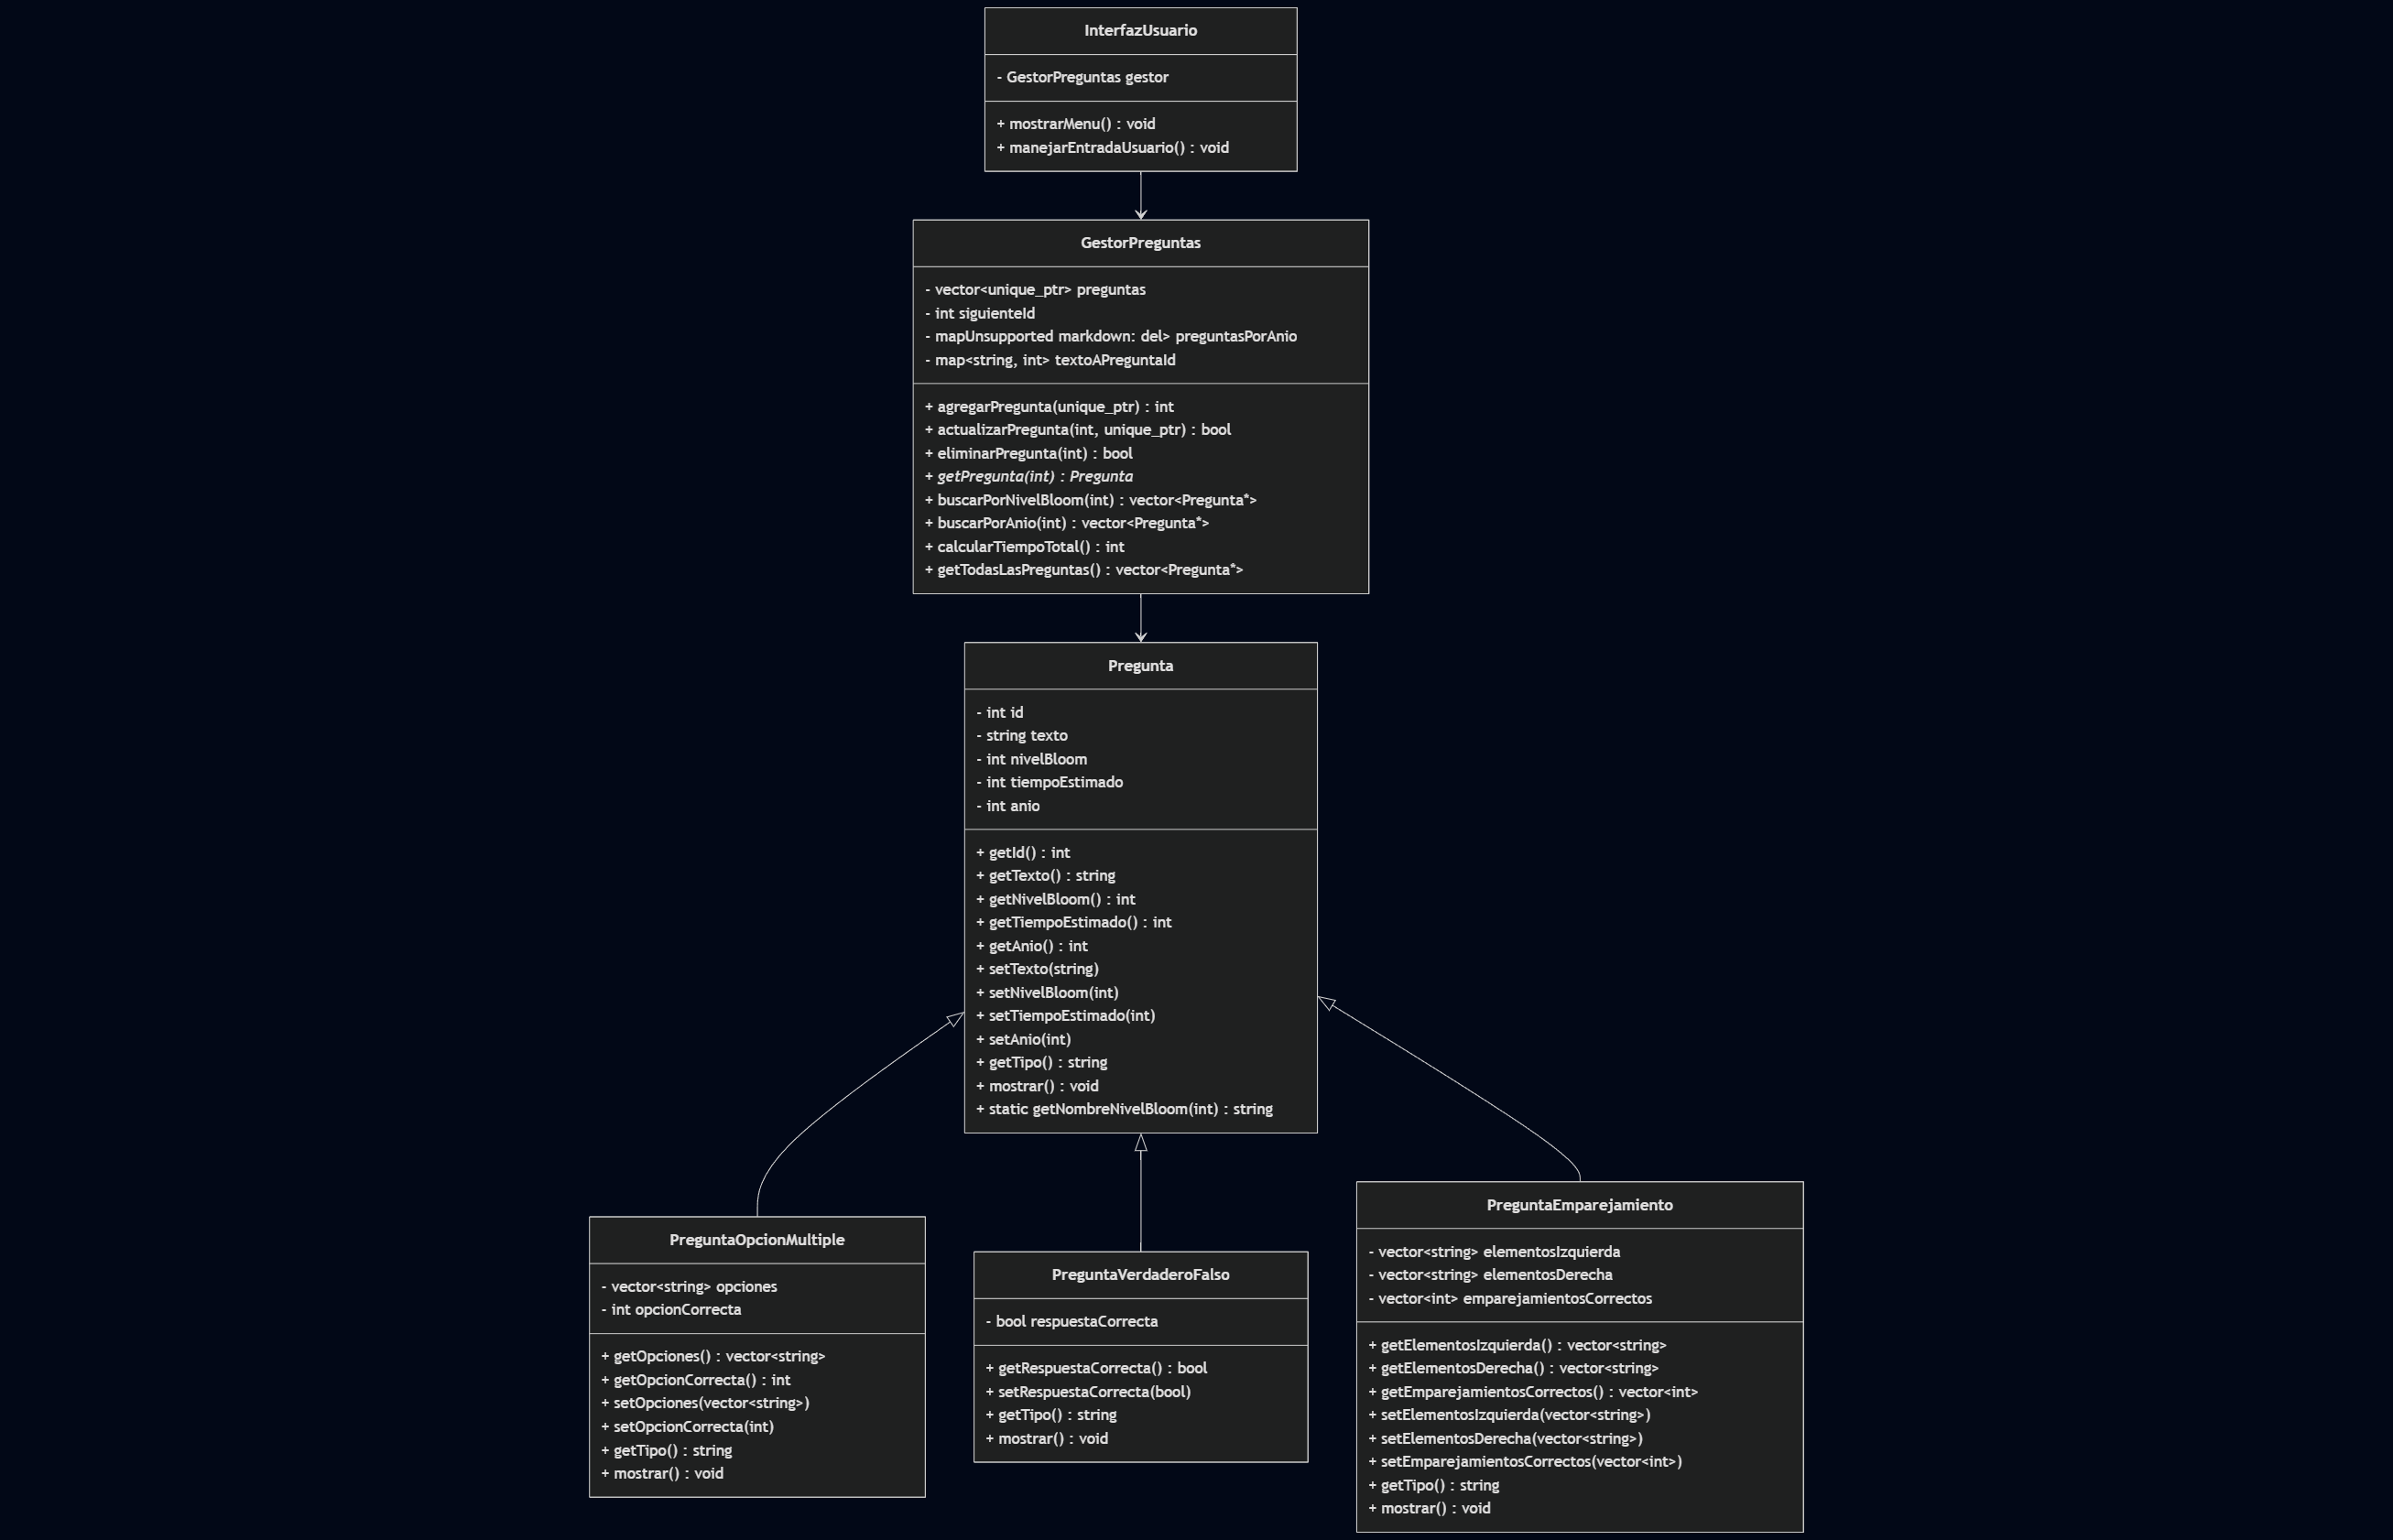 InterfazUsuario
- GestorPreguntas gestor
+ mostrarMenu() : void
+ manejarEntradaUsuario() : void
GestorPreguntas
- vector<unique_ptr> preguntas
- int siguienteId
- mapUnsupported markdown: del> preguntasPorAnio
- map<string, int> textoAPreguntaId
+ agregarPregunta(unique_ptr) : int
+ actualizarPregunta(int, unique_ptr) : bool
+ eliminarPregunta(int) : bool
+ getPregunta(int) : Pregunta
+ buscarPorNivelBloom(int) : vector<Pregunta*>
+ buscarPorAnio(int) : vector<Pregunta*>
+ calcularTiempoTotal() : int
+ getTodasLasPreguntas() : vector<Pregunta*>
Pregunta
- int id
- string texto
- int nivelBloom
- int tiempoEstimado
- int anio
+ getId() : int
+ getTexto() : string
+ getNivelBloom() : int
+ getTiempoEstimado() : int
+ getAnio() : int
+ setTexto(string)
+ setNivelBloom(int)
+ setTiempoEstimado(int)
+ setAnio(int)
+ getTipo() : string
+ mostrar() : void
+ static getNombreNivelBloom(int) : string
PreguntaOpcionMultiple
- vector<string> opciones
- int opcionCorrecta
+ getOpciones() : vector<string>
+ getOpcionCorrecta() : int
+ setOpciones(vector<string>)
+ setOpcionCorrecta(int)
+ getTipo() : string
+ mostrar() : void
PreguntaVerdaderoFalso
- bool respuestaCorrecta
+ getRespuestaCorrecta() : bool
+ setRespuestaCorrecta(bool)
+ getTipo() : string
+ mostrar() : void
PreguntaEmparejamiento
- vector<string> elementosIzquierda
- vector<string> elementosDerecha
- vector<int> emparejamientosCorrectos
+ getElementosIzquierda() : vector<string>
+ getElementosDerecha() : vector<string>
+ getEmparejamientosCorrectos() : vector<int>
+ setElementosIzquierda(vector<string>)
+ setElementosDerecha(vector<string>)
+ setEmparejamientosCorrectos(vector<int>)
+ getTipo() : string
+ mostrar() : void